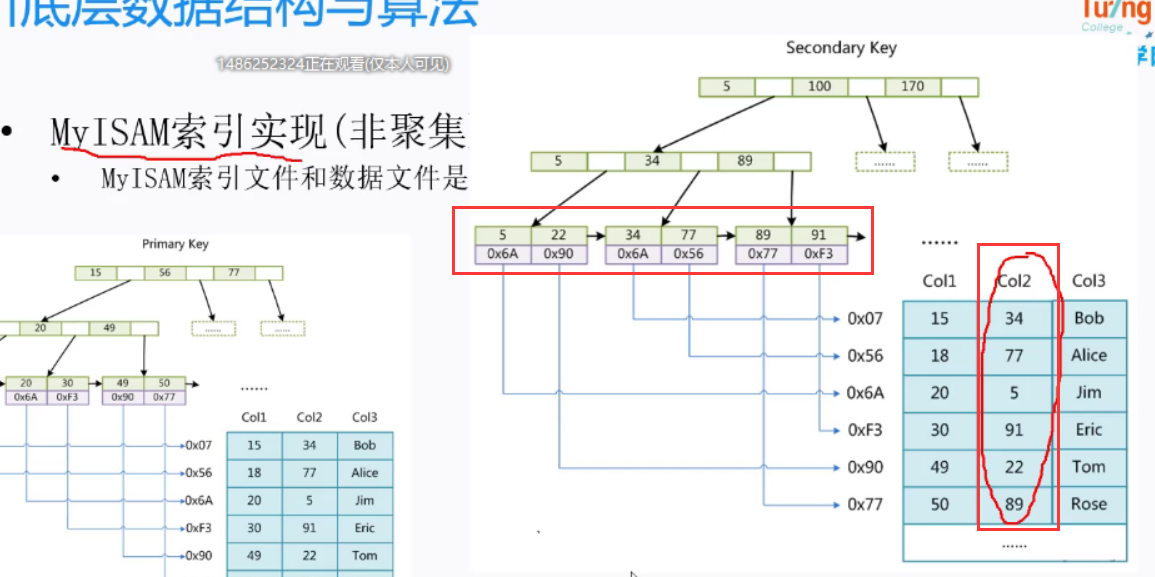 底层数据结构与算法
Tu/ng
College
1486252324正在观看(仅本人可见)
• MyISAM索引实现(非聚集
• MyISAM索引文件和数据文件是
Primary Key
15 56 77
20 49
...... ......
20 30 49 50
0x6A 0xF3 0x90 0x77
......
Col1 Col2 Col3
0x07 15 34 Bob
0x56 18 77 Alice
0x6A 20 5 Jim
0xF3 30 91 Eric
0x90 49 22 Tom
Secondary Key
5 100 170
5 34 89
...... ......
5 22 34 77 89 91
0x6A 0x90 0x6A 0x56 0x77 0xF3
......
Col1 Col2 Col3
0x07 15 34 Bob
0x56 18 77 Alice
0x6A 20 5 Jim
0xF3 30 91 Eric
0x90 49 22 Tom
0x77 50 89 Rose
......